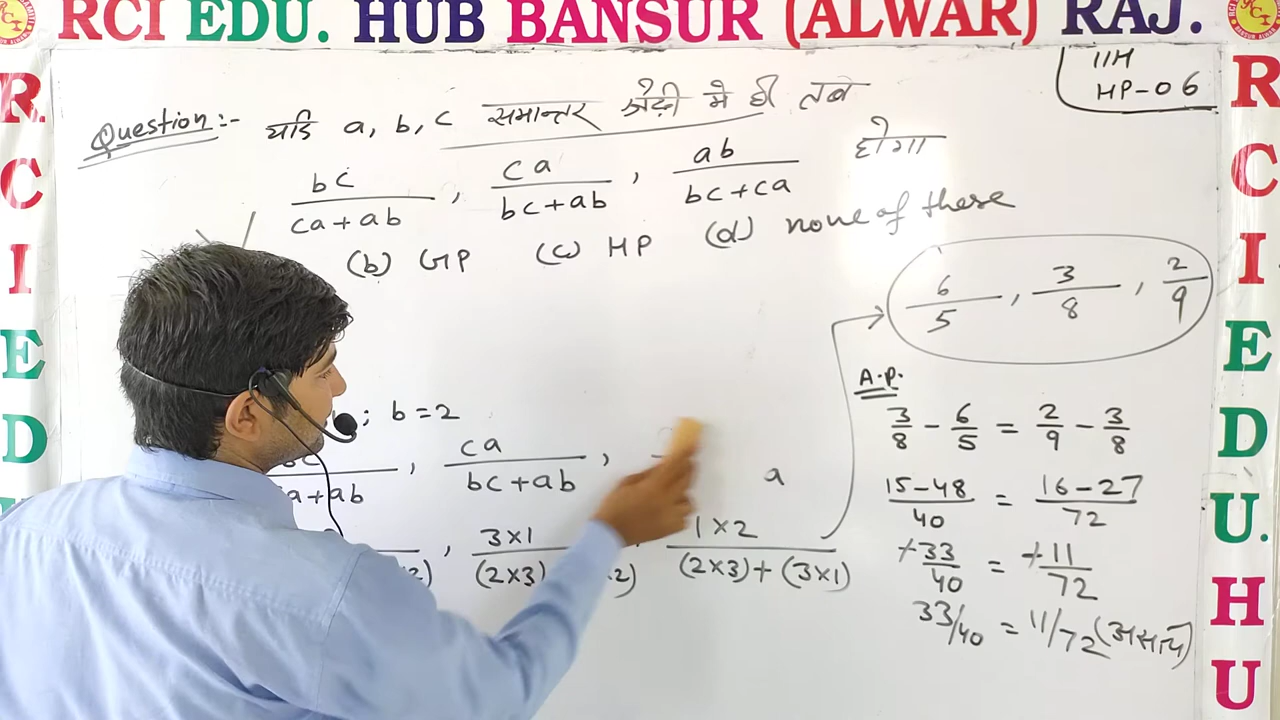 RCI EDU. HUB BANSUR (ALWAR) RAJ.
11H
HP-06
Question:- यदि a, b, c समान्तर श्रेढ़ी में हो तब
bc/(ca+ab) , ca/(bc+ab) , ab/(bc+ca) होगा
(b) GP (c) HP (d) none of these
6/5 , 3/8 , 2/9
; b=2
ca/(bc+ab) ,
a
3×1 1×2
(2×3) (2×3)+(3×1)
A.P.
3/8 - 6/5 = 2/9 - 3/8
15-48/40 = 16-27/72
+33/40 = +11/72
33/40 = 11/72 (असत्य)
R
C
I
E
D
R
C
I
E
D
U.
H
U